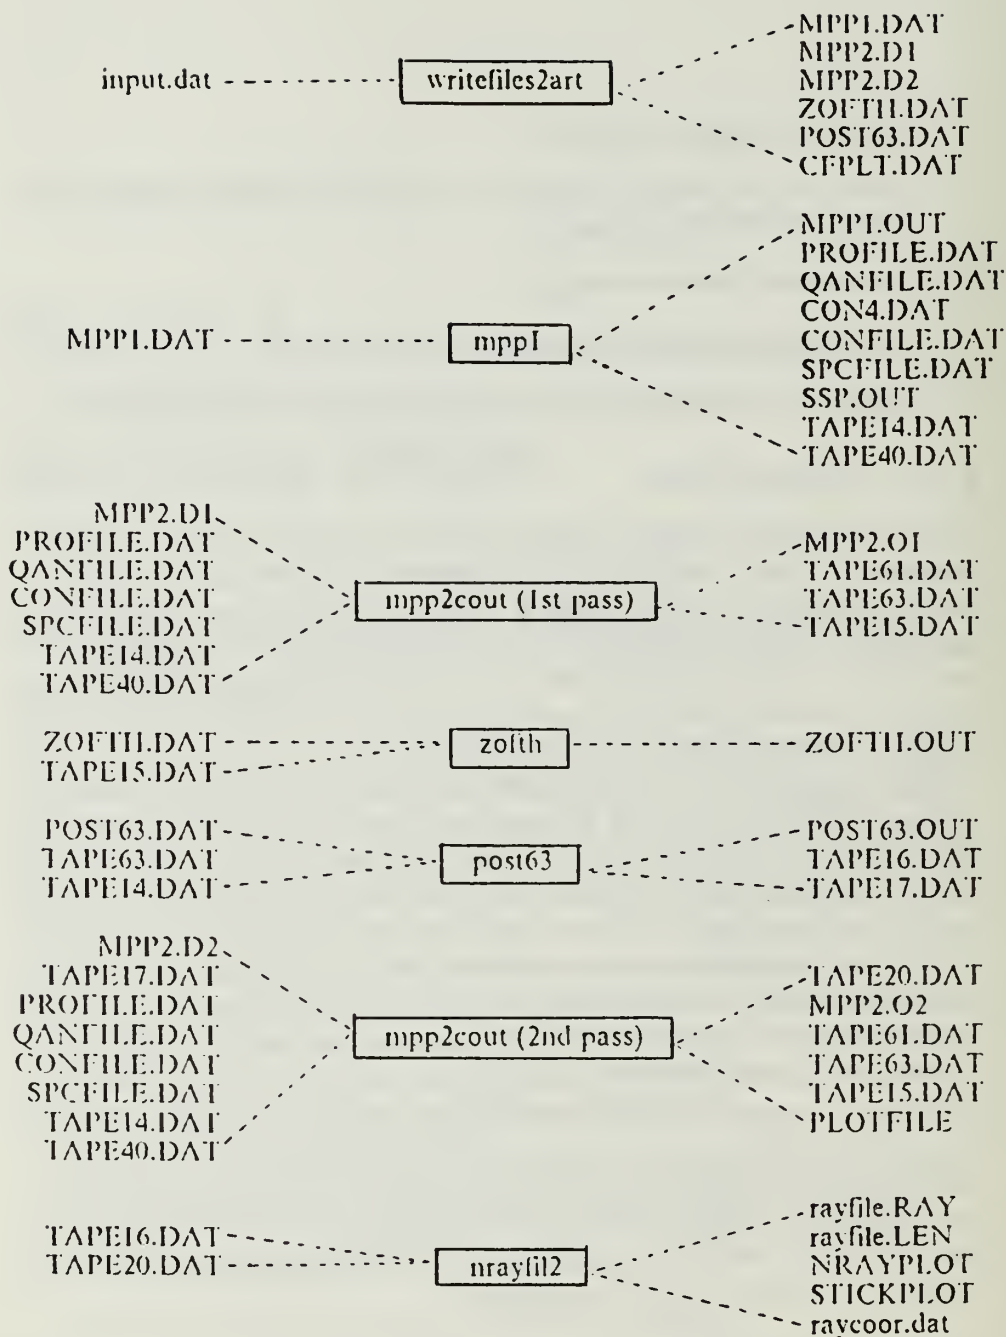 input.dat
writefiles2art
MPP1.DAT
MPP2.D1
MPP2.D2
ZOFTH.DAT
POST63.DAT
CFPLT.DAT
MPP1.DAT
mpp1
MPP1.OUT
PROFILE.DAT
QANFILE.DAT
CON4.DAT
CONFILE.DAT
SPCFILE.DAT
SSP.OUT
TAPE14.DAT
TAPE40.DAT
MPP2.D1
PROFILE.DAT
QANFILE.DAT
CONFILE.DAT
SPCFILE.DAT
TAPE14.DAT
TAPE40.DAT
mpp2cout (1st pass)
MPP2.O1
TAPE61.DAT
TAPE63.DAT
TAPE15.DAT
ZOFTH.DAT
TAPE15.DAT
zofth
ZOFTH.OUT
POST63.DAT
TAPE63.DAT
TAPE14.DAT
post63
POST63.OUT
TAPE16.DAT
TAPE17.DAT
MPP2.D2
TAPE17.DAT
PROFILE.DAT
QANFILE.DAT
CONFILE.DAT
SPCFILE.DAT
TAPE14.DAT
TAPE40.DAT
mpp2cout (2nd pass)
TAPE20.DAT
MPP2.O2
TAPE61.DAT
TAPE63.DAT
TAPE15.DAT
PLOTFILE
TAPE16.DAT
TAPE20.DAT
nrayfil2
rayfile.RAY
rayfile.LEN
NRAYPLOT
STICKPLOT
raycoor.dat